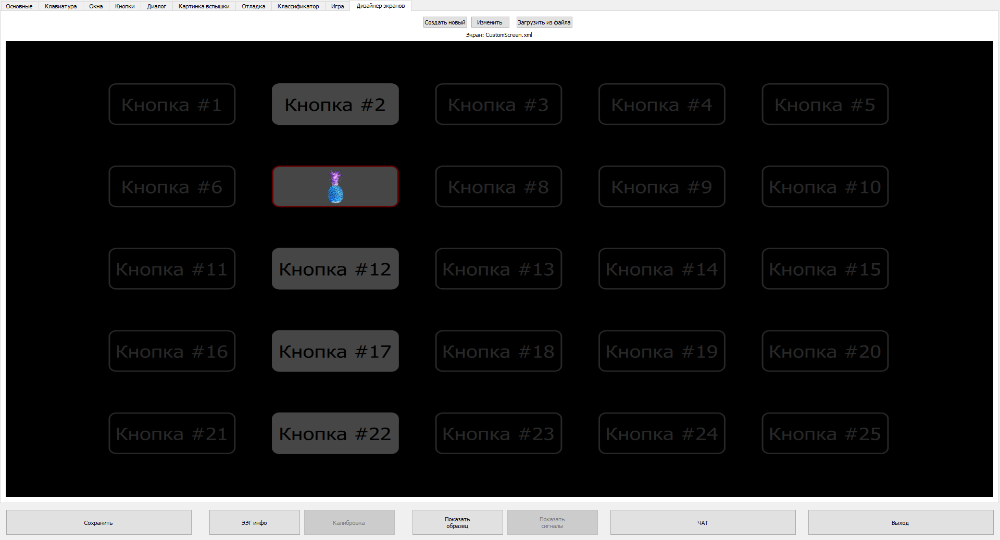 Основные Клавиатура Окна Кнопки Диалог Картинка вспышки Отладка Классификатор Игра Дизайнер экранов
Создать новый Изменить Загрузить из файла
Экран: CustomScreen.xml
Кнопка #1 Кнопка #2 Кнопка #3 Кнопка #4 Кнопка #5
Кнопка #6 Кнопка #8 Кнопка #9 Кнопка #10
Кнопка #11 Кнопка #12 Кнопка #13 Кнопка #14 Кнопка #15
Кнопка #16 Кнопка #17 Кнопка #18 Кнопка #19 Кнопка #20
Кнопка #21 Кнопка #22 Кнопка #23 Кнопка #24 Кнопка #25
Сохранить
ЭЭГ инфо
Калибровка
Показать
образец
Показать
сигналы
ЧАТ
Выход